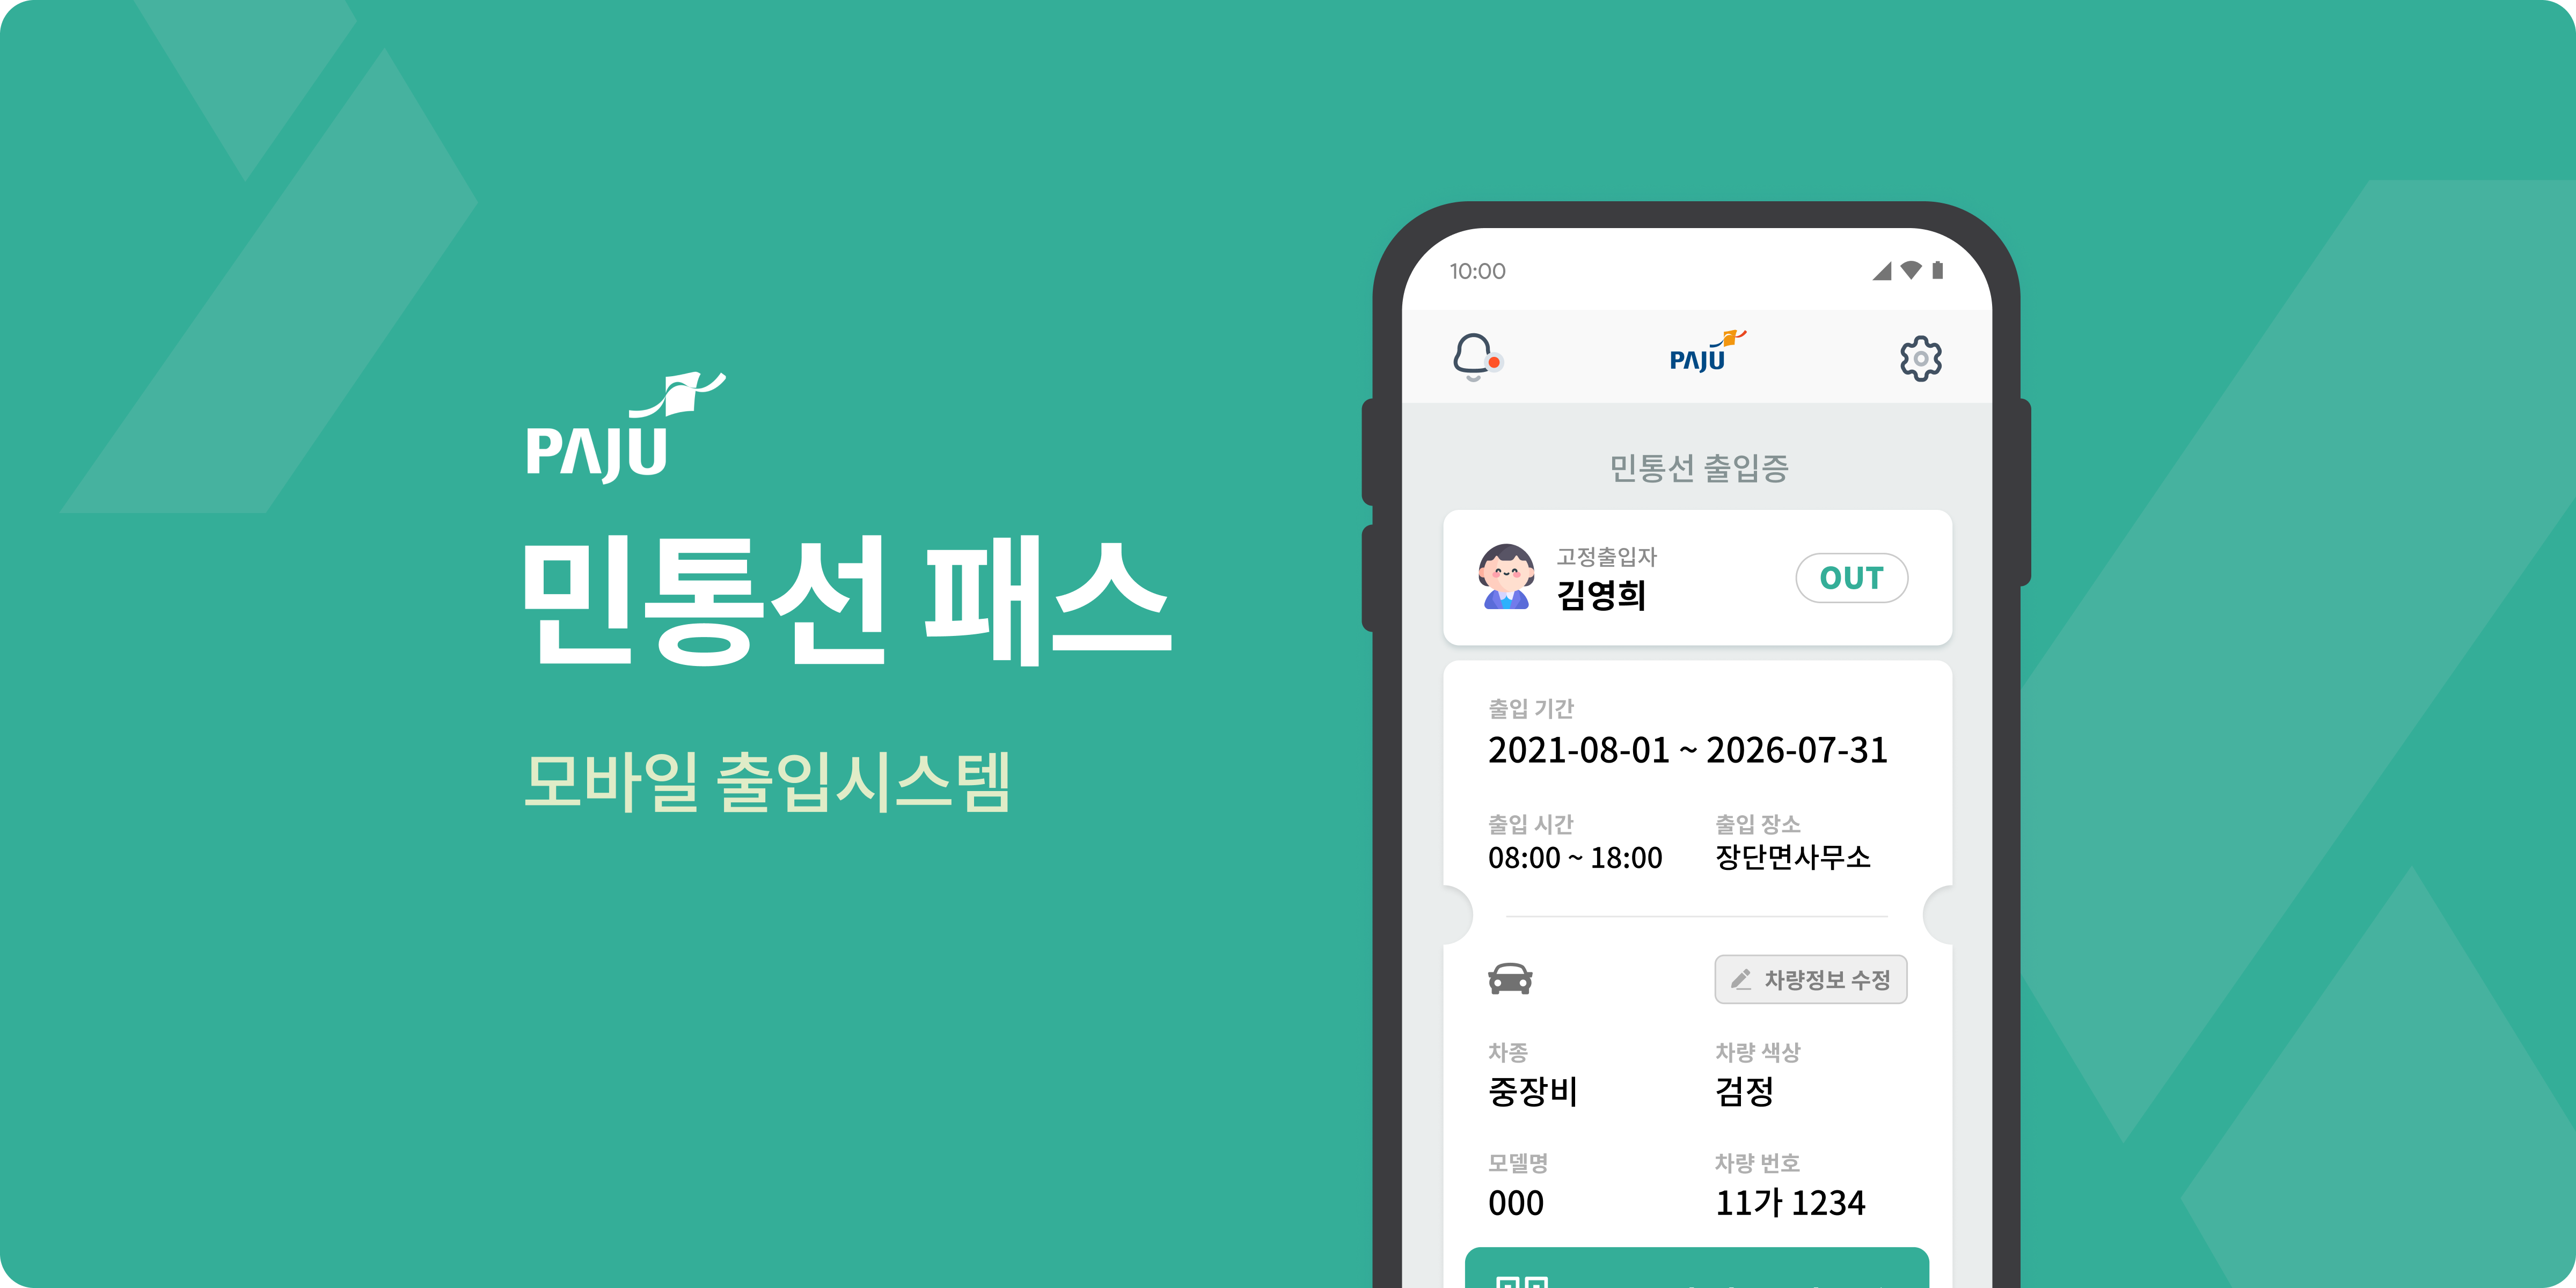 PAJU
민통선 패스
모바일 출입시스템
10:00
PAJU
민통선 출입증
고정출입자
김영희
OUT
출입 기간
2021-08-01 ~ 2026-07-31
출입 시간 출입 장소
08:00 ~ 18:00 장단면사무소
차량정보 수정
차종 차량 색상
중장비 검정
모델명 차량 번호
000 11가 1234